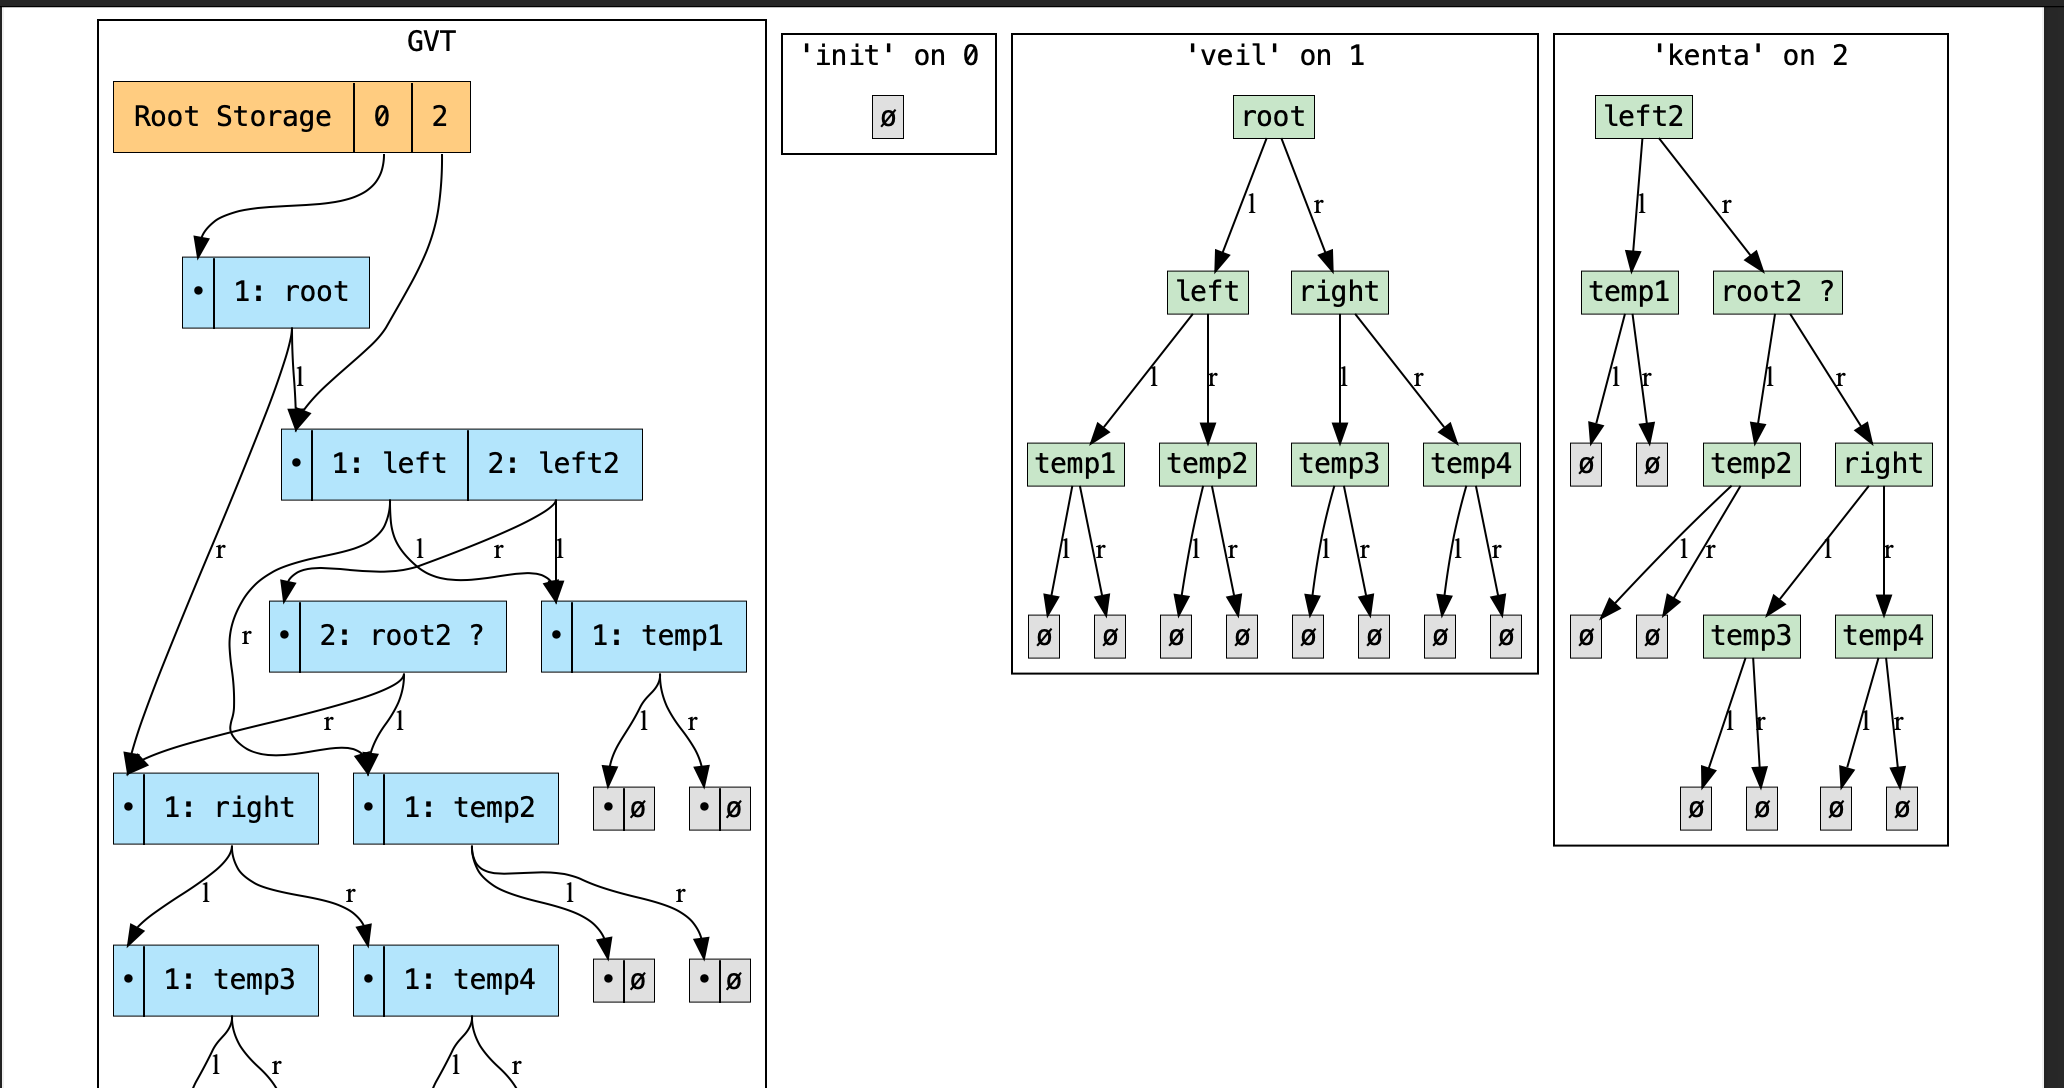 GVT
Root Storage 0 2
• 1: root
l
r
• 1: left 2: left2
l r l
r
• 2: root2 ? • 1: temp1
r l l r
• 1: right • 1: temp2 • ø • ø
l r l r
• 1: temp3 • 1: temp4 • ø • ø
l r l r
'init' on 0
ø
'veil' on 1
root
l r
left right
l r l r
temp1 temp2 temp3 temp4
l r l r l r l r
ø ø ø ø ø ø ø ø
'kenta' on 2
left2
l r
temp1 root2 ?
l r l r
ø ø temp2 right
l r l r
ø ø temp3 temp4
l r l r
ø ø ø ø